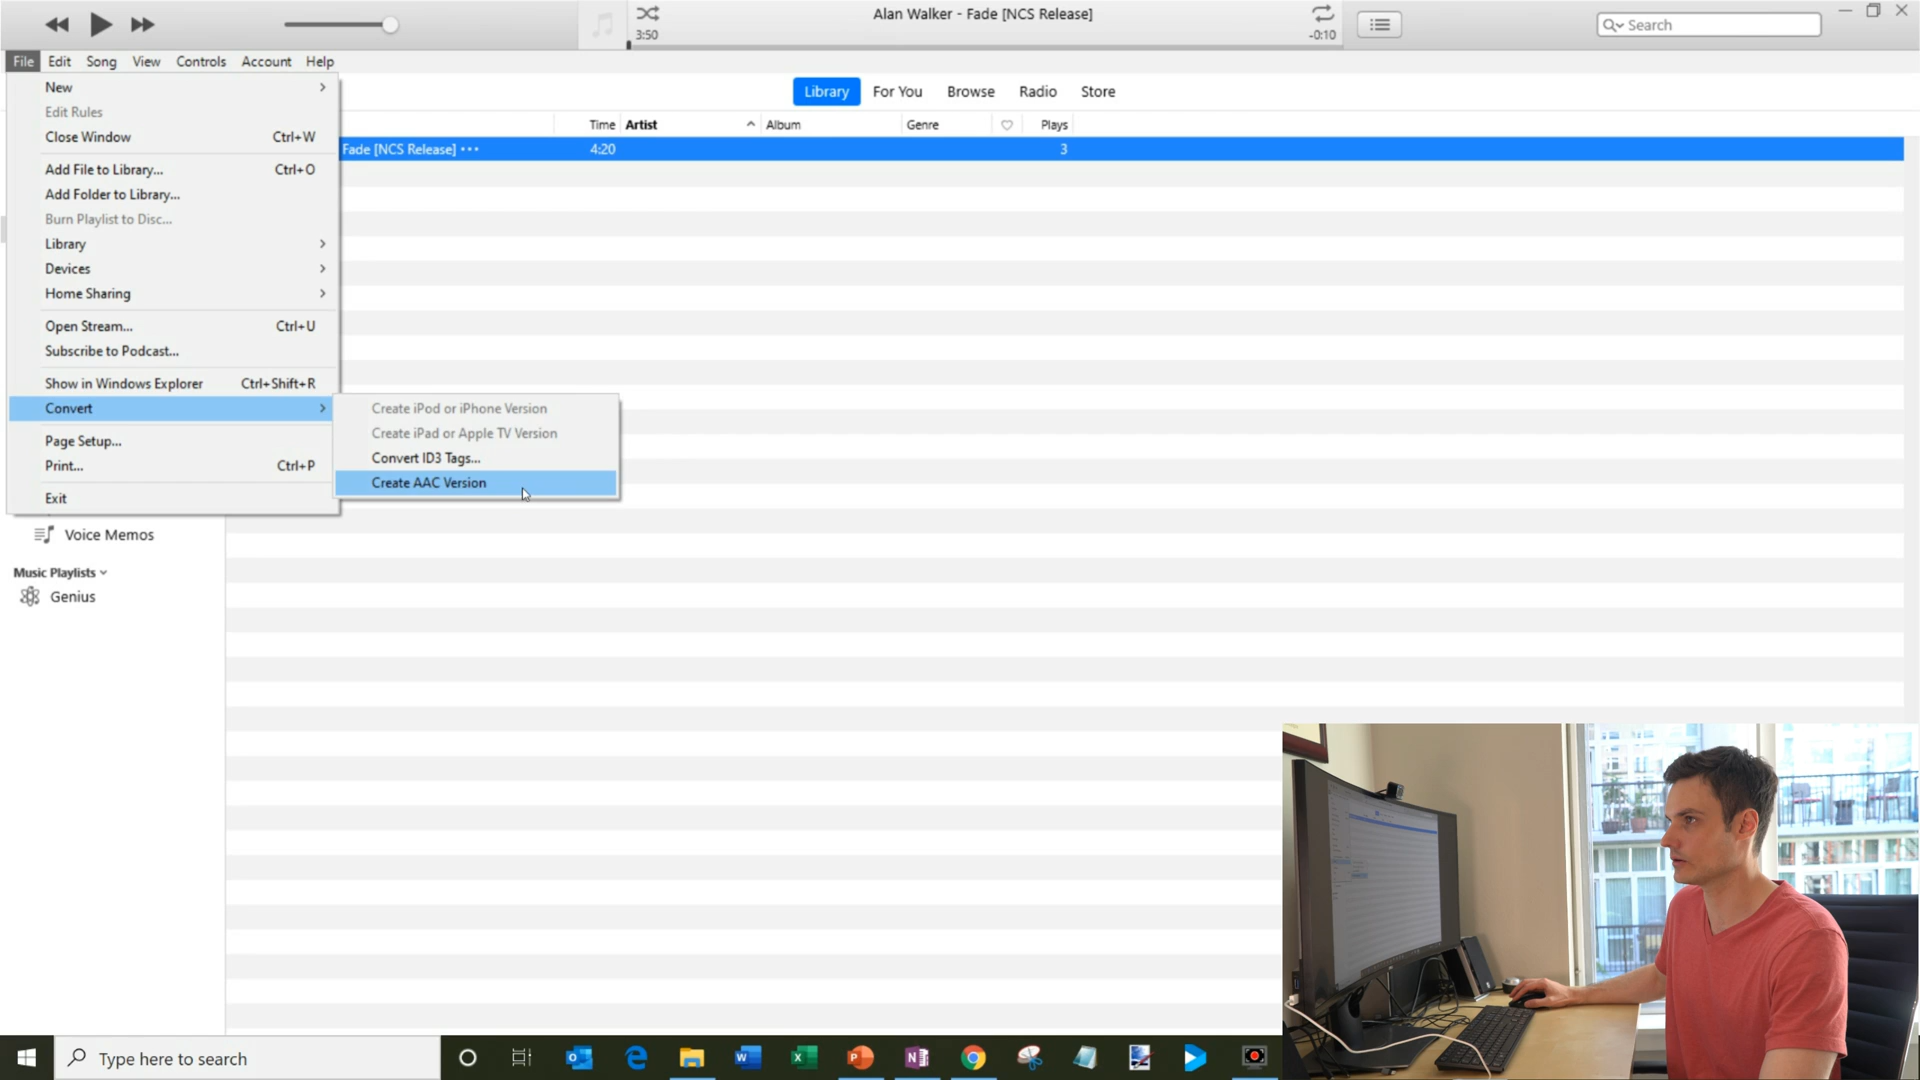 Alan Walker - Fade [NCS Release]
3:50
-0:10
Search
File Edit Song View Controls Account Help
New
Edit Rules
Close Window Ctrl+W
Add File to Library... Ctrl+O
Add Folder to Library...
Burn Playlist to Disc...
Library
Devices
Home Sharing
Open Stream... Ctrl+U
Subscribe to Podcast...
Show in Windows Explorer Ctrl+Shift+R
Convert
Page Setup...
Print... Ctrl+P
Exit
Create iPod or iPhone Version
Create iPad or Apple TV Version
Convert ID3 Tags...
Create AAC Version
Library For You Browse Radio Store
Time Artist Album Genre Plays
Fade [NCS Release] ••• 4:20 3
Voice Memos
Music Playlists
Genius
Type here to search